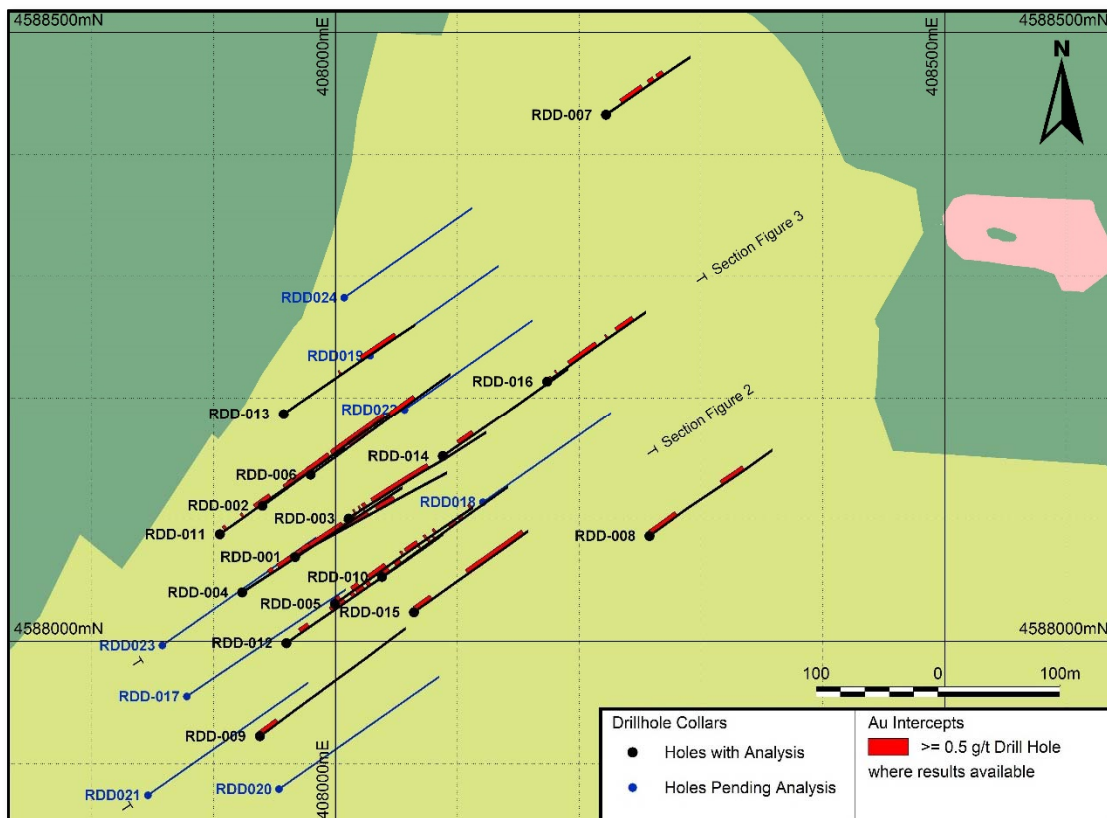 4588500mN
4588500mN
408000mE
408500mE
N
RDD-007
Section Figure 3
RDD024
RDD019
RDD-016
RDD-013
RDD022
Section Figure 2
RDD-014
RDD-006
RDD-002
RDD018
RDD-003
RDD-011
RDD-008
RDD-001
RDD-010
RDD-004
RDD-005
RDD-015
RDD023
RDD-012
4588000mN
4588000mN
RDD-017
100 0 100m
RDD-009
408000mE
RDD021
RDD020
Drillhole Collars
Holes with Analysis
Holes Pending Analysis
Au Intercepts
>= 0.5 g/t Drill Hole
where results available